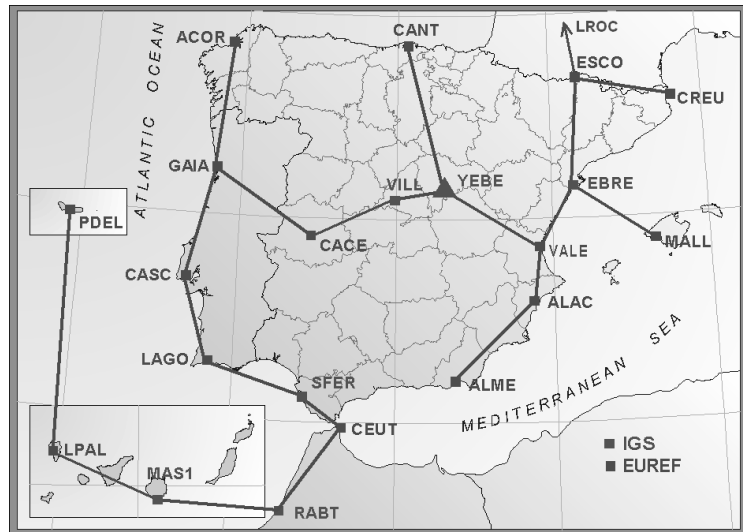 LROC
ACOR
CANT
ESCO
CREU
ATLANTIC OCEAN
GAIA
VILL
YEBE
EBRE
PDEL
CACE
VALE
MALL
CASC
ALAC
LAGO
SFER
ALME
MEDITERRANEAN SEA
CEUT
LPAL
MAS1
RABT
IGS
EUREF